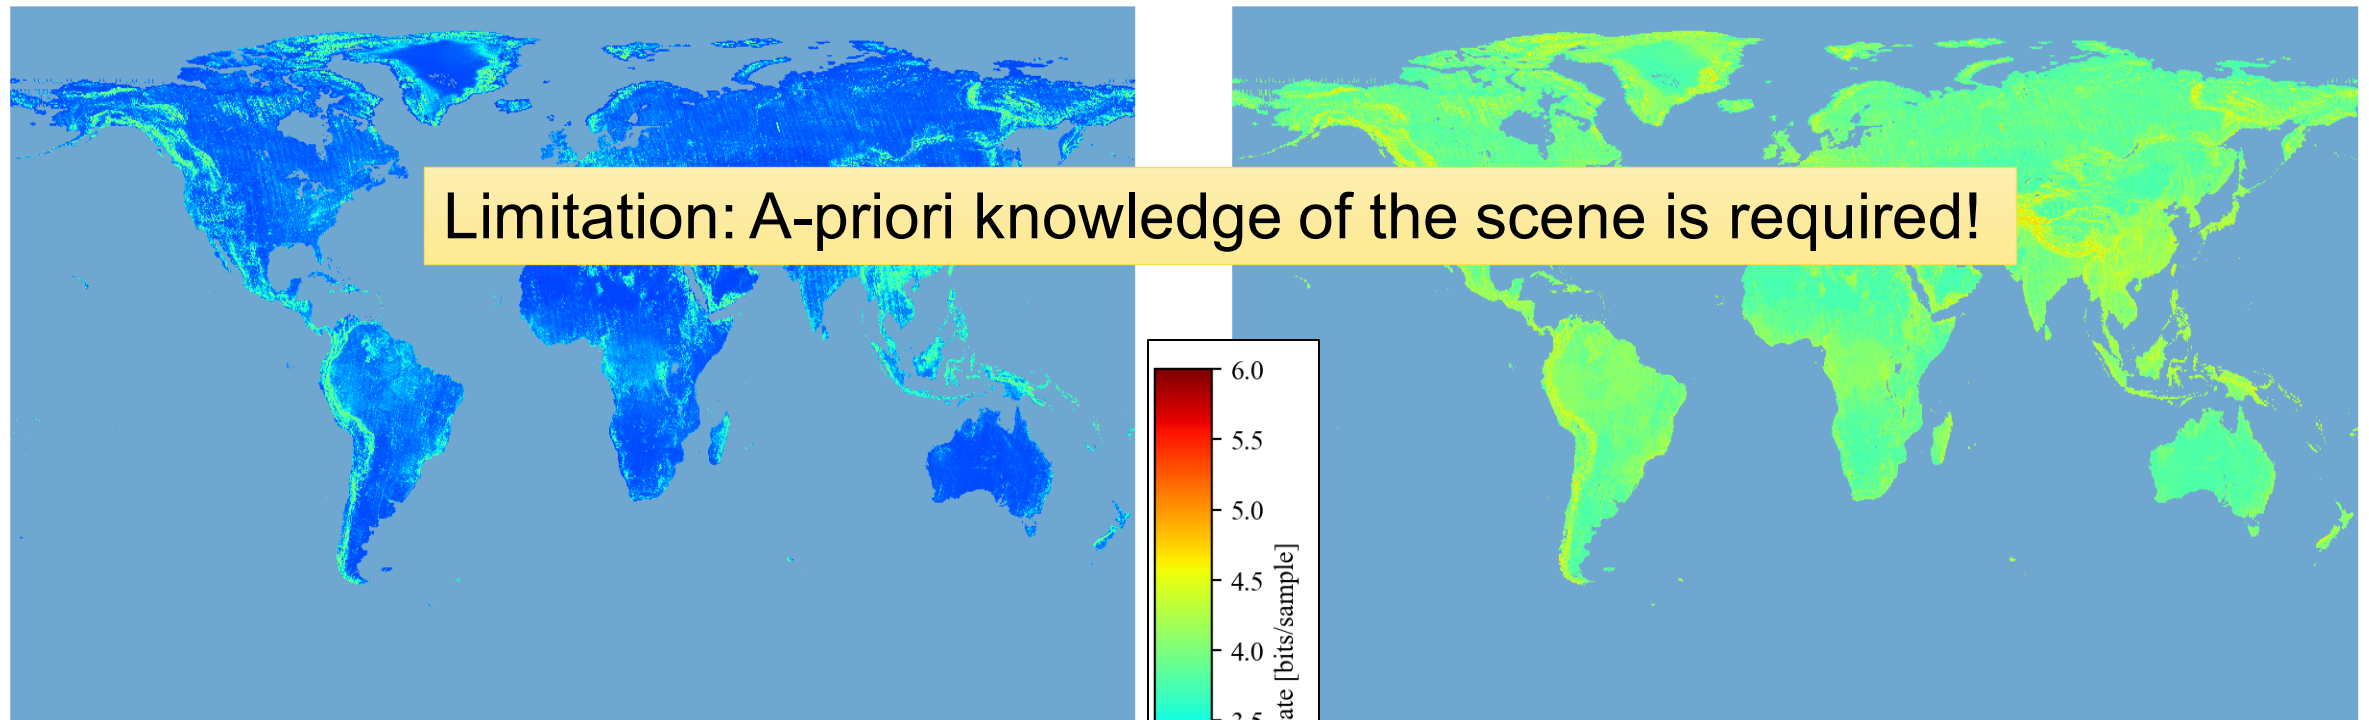 Limitation: A-priori knowledge of the scene is required!
6.0
5.5
5.0
4.5
4.0
[bits/sample]